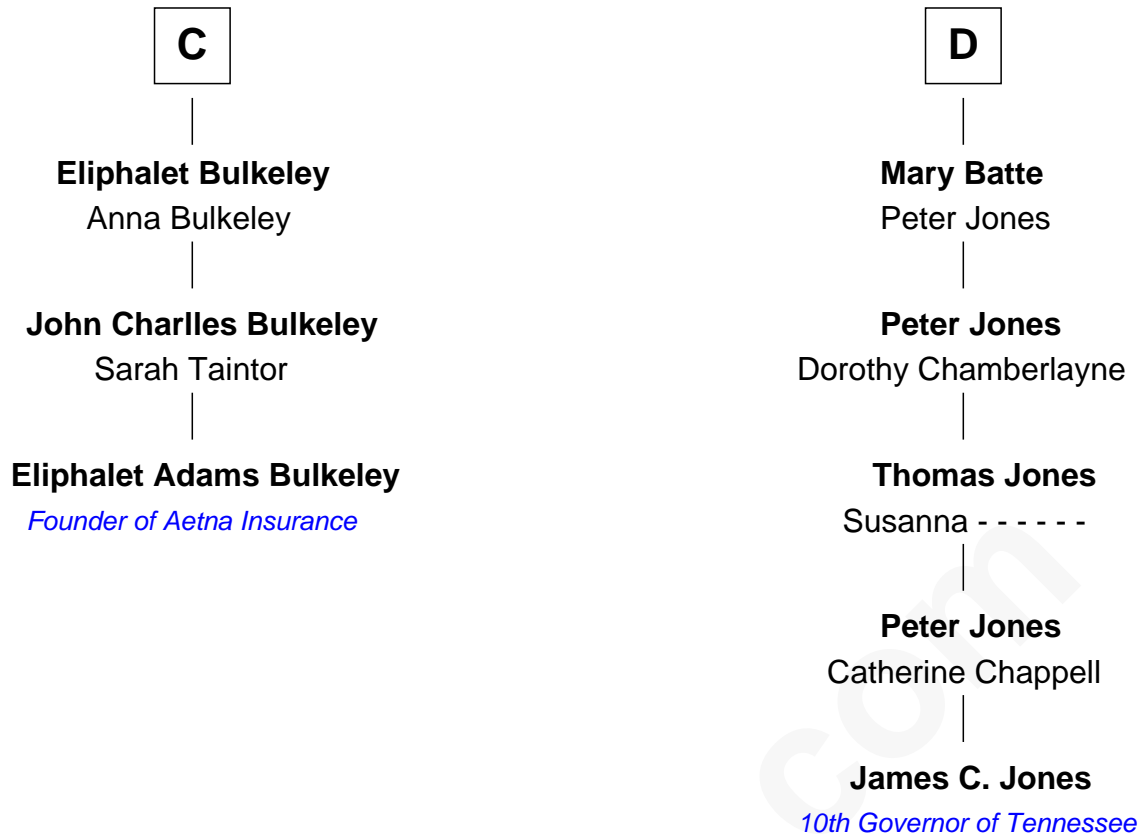 C
Eliphalet Bulkeley
Anna Bulkeley
John Charlles Bulkeley
Sarah Taintor
Eliphalet Adams Bulkeley
Founder of Aetna Insurance
D
Mary Batte
Peter Jones
Peter Jones
Dorothy Chamberlayne
Thomas Jones
Susanna - - - - - -
Peter Jones
Catherine Chappell
James C. Jones
10th Governor of Tennessee
com